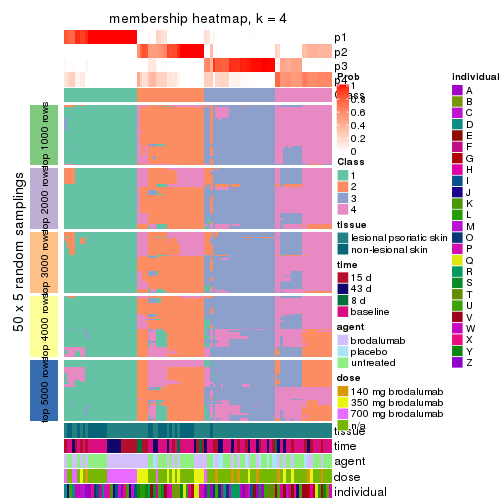 membership heatmap, k = 4
p1
p2
p3
p4
Prob
1
0.8
0.6
0.4
0.2
0
Class
Class
1
2
3
4
tissue
lesional psoriatic skin
non-lesional skin
time
15 d
43 d
8 d
baseline
agent
brodalumab
placebo
untreated
dose
140 mg brodalumab
350 mg brodalumab
700 mg brodalumab
n/a
individual
A
B
C
D
E
F
G
H
I
J
K
L
M
O
P
Q
R
S
T
U
V
W
X
Y
Z
50 x 5 random samplings
top 1000 rows
top 2000 rows
top 3000 rows
top 4000 rows
top 5000 rows
tissue
time
agent
dose
individual